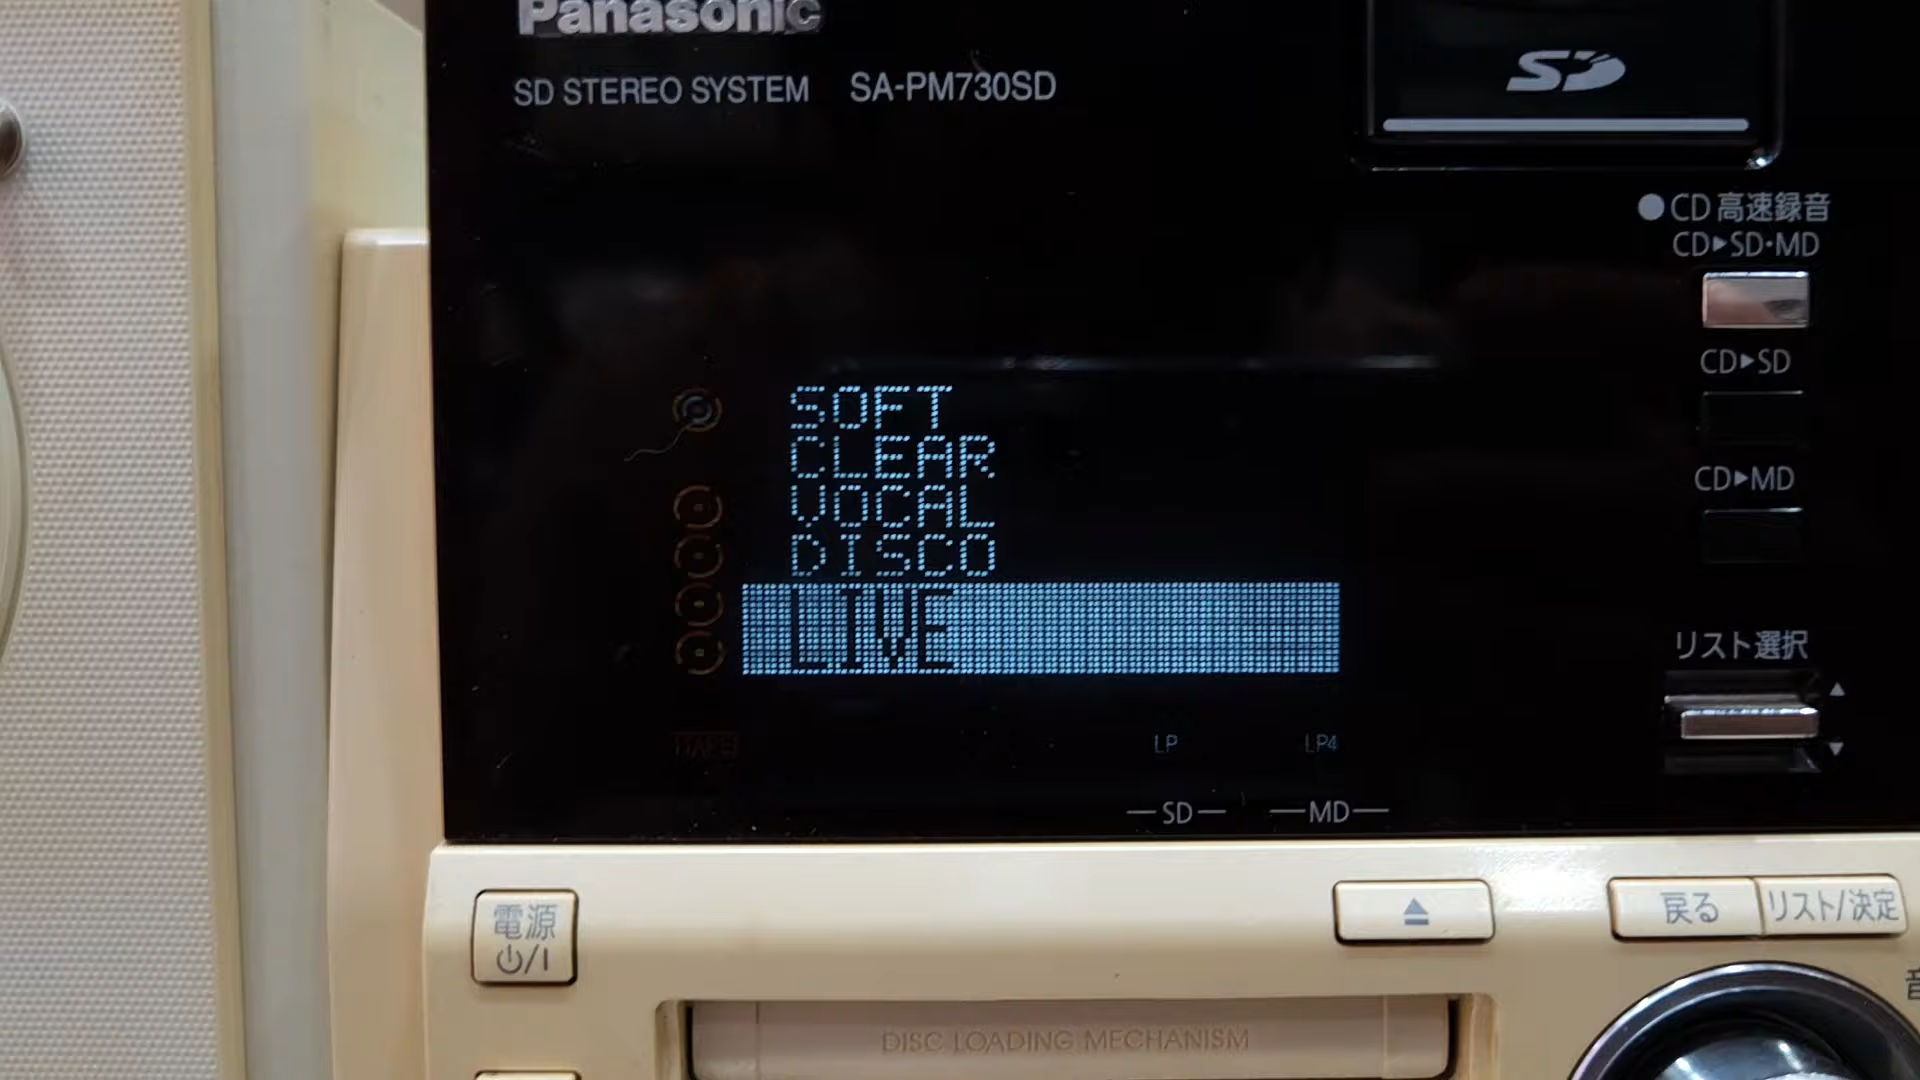 Panasonic
SD STEREO SYSTEM SA-PM730SD
SD
●CD 高速録音
CD▶SD・MD
CD▶SD
CD▶MD
SOFT
CLEAR
VOCAL
DISCO
LIVE
リスト選択
▲
▼
LP LP4
SD MD
電源
⏻/I
⏏
戻る
リスト/決定
音
DISC LOADING MECHANISM